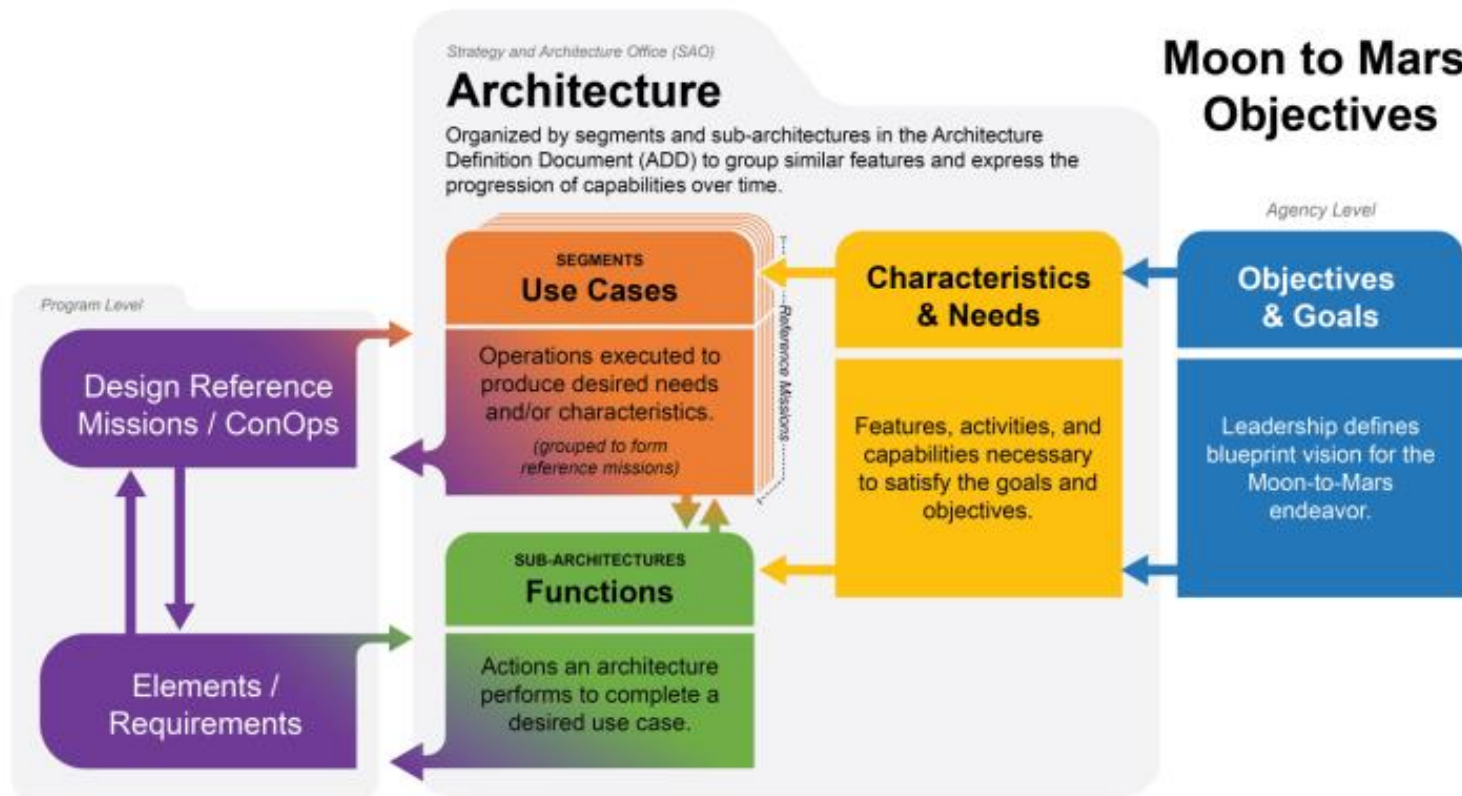 Strategy and Architecture Office (SAO)
Architecture
Organized by segments and sub-architectures in the Architecture
Definition Document (ADD) to group similar features and express the
progression of capabilities over time.
Moon to Mars
Objectives
Agency Level
Program Level
Design Reference
Missions / ConOps
Elements /
Requirements
SEGMENTS
Use Cases
Operations executed to
produce desired needs
and/or characteristics.
(grouped to form
reference missions)
Reference Missions
SUB-ARCHITECTURES
Functions
Actions an architecture
performs to complete a
desired use case.
Characteristics
& Needs
Features, activities, and
capabilities necessary
to satisfy the goals and
objectives.
Objectives
& Goals
Leadership defines
blueprint vision for the
Moon-to-Mars
endeavor.